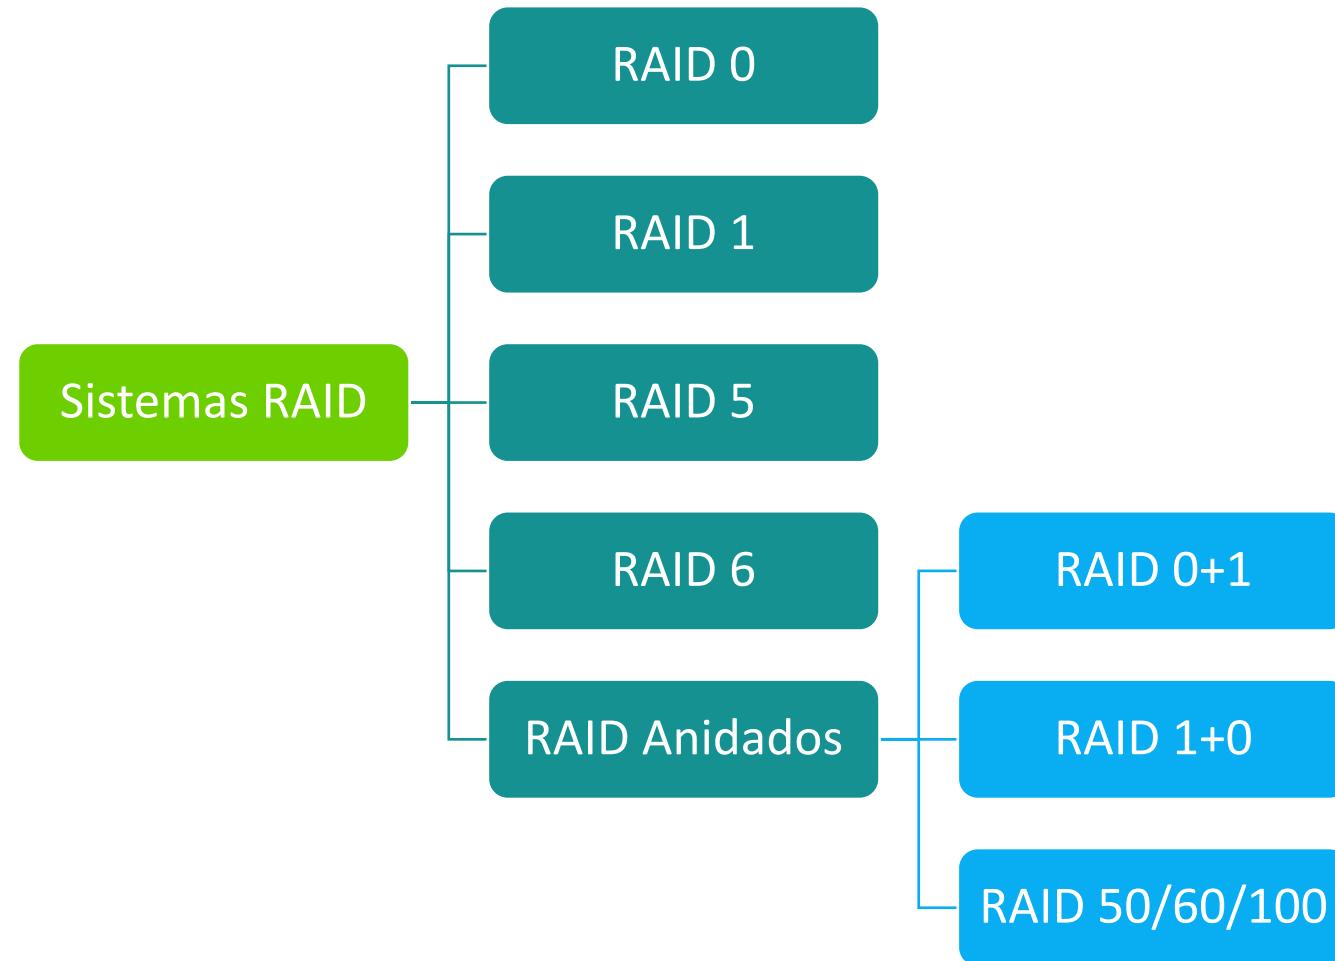 Sistemas RAID
RAID 0
RAID 1
RAID 5
RAID 6
RAID Anidados
RAID 0+1
RAID 1+0
RAID 50/60/100